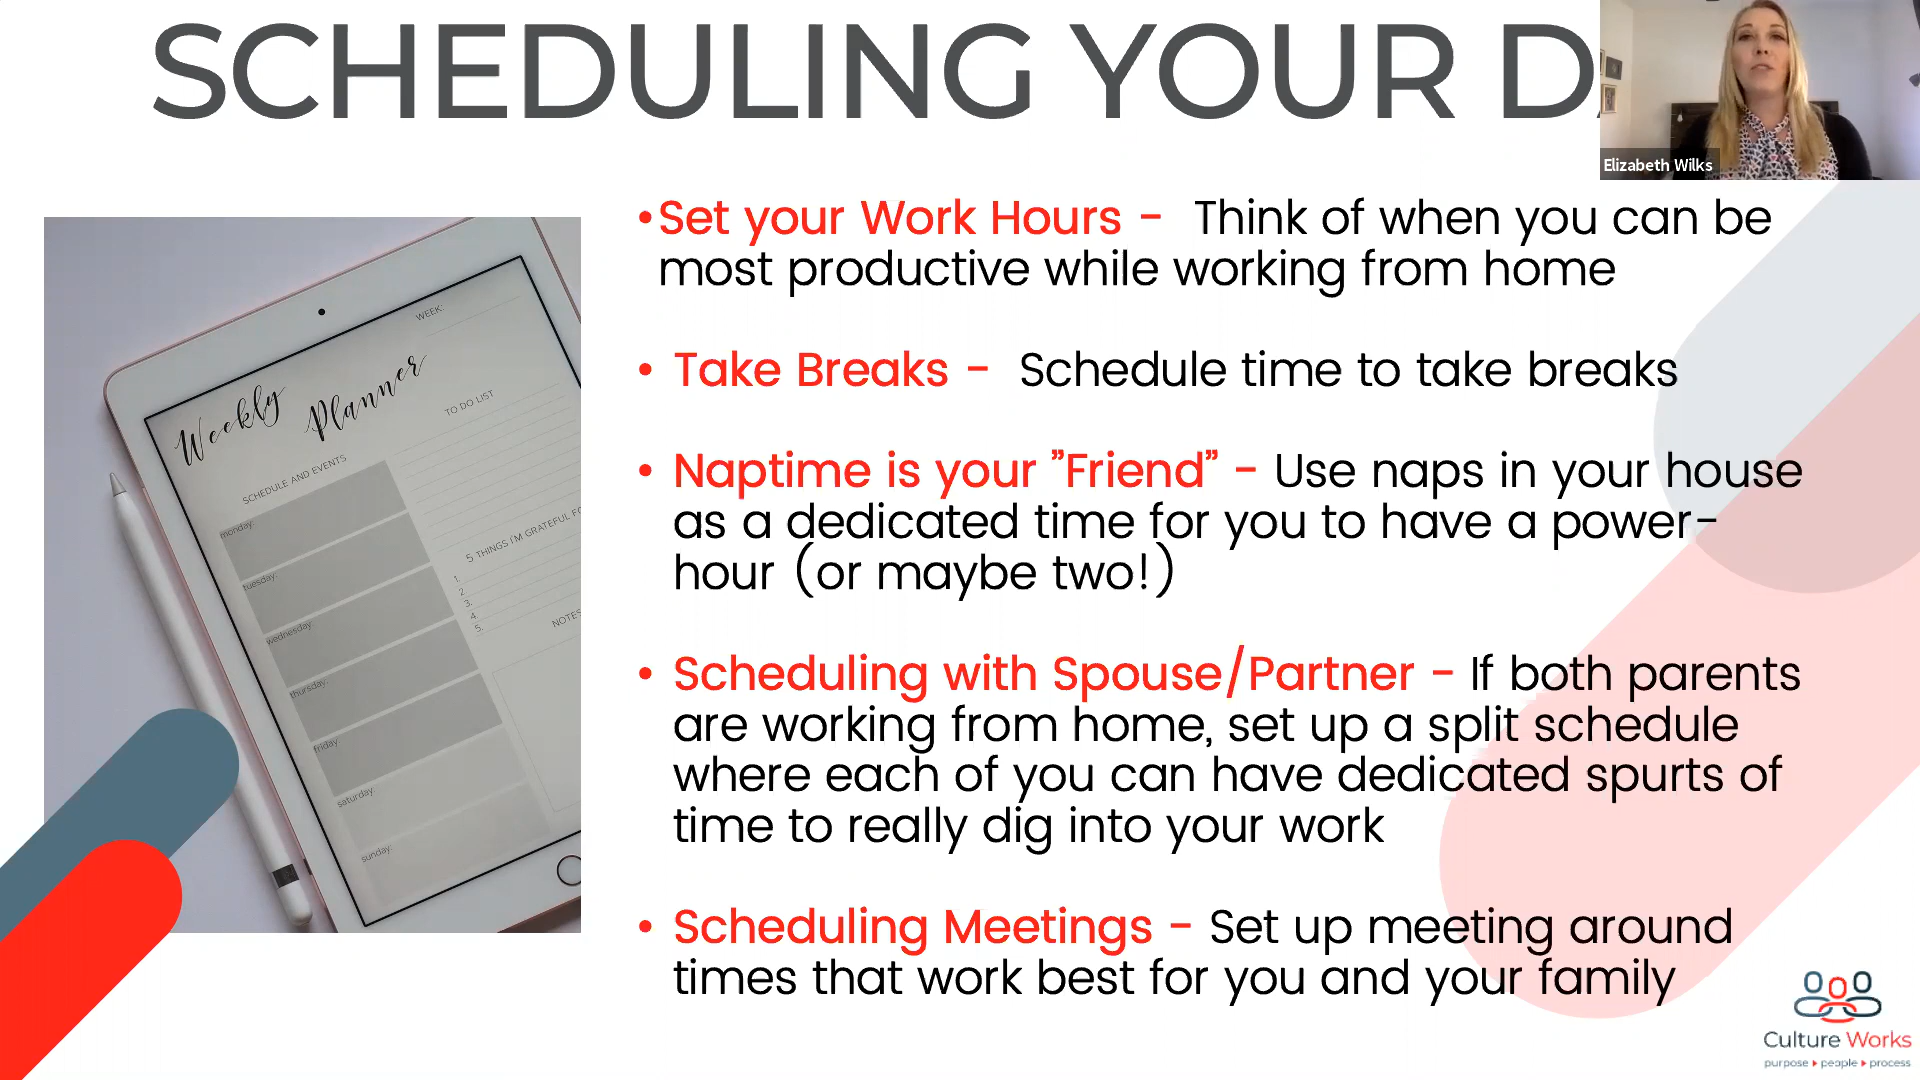 SCHEDULING YOUR D
Elizabeth Wilks
•Set your Work Hours - Think of when you can be
most productive while working from home
• Take Breaks - Schedule time to take breaks
• Naptime is your ”Friend” - Use naps in your house
as a dedicated time for you to have a power-
hour (or maybe two!)
• Scheduling with Spouse/Partner - If both parents
are working from home, set up a split schedule
where each of you can have dedicated spurts of
time to really dig into your work
• Scheduling Meetings - Set up meeting around
times that work best for you and your family
WEEK:
Weekly Planner
TO DO LIST
SCHEDULE AND EVENTS
monday
tuesday.
wednesday
thursday.
friday
saturday.
sunday.
5 THINGS I'M GRATEFUL FO
1.
2
3.
4.
5.
NOTES
Culture Works
purpose people process